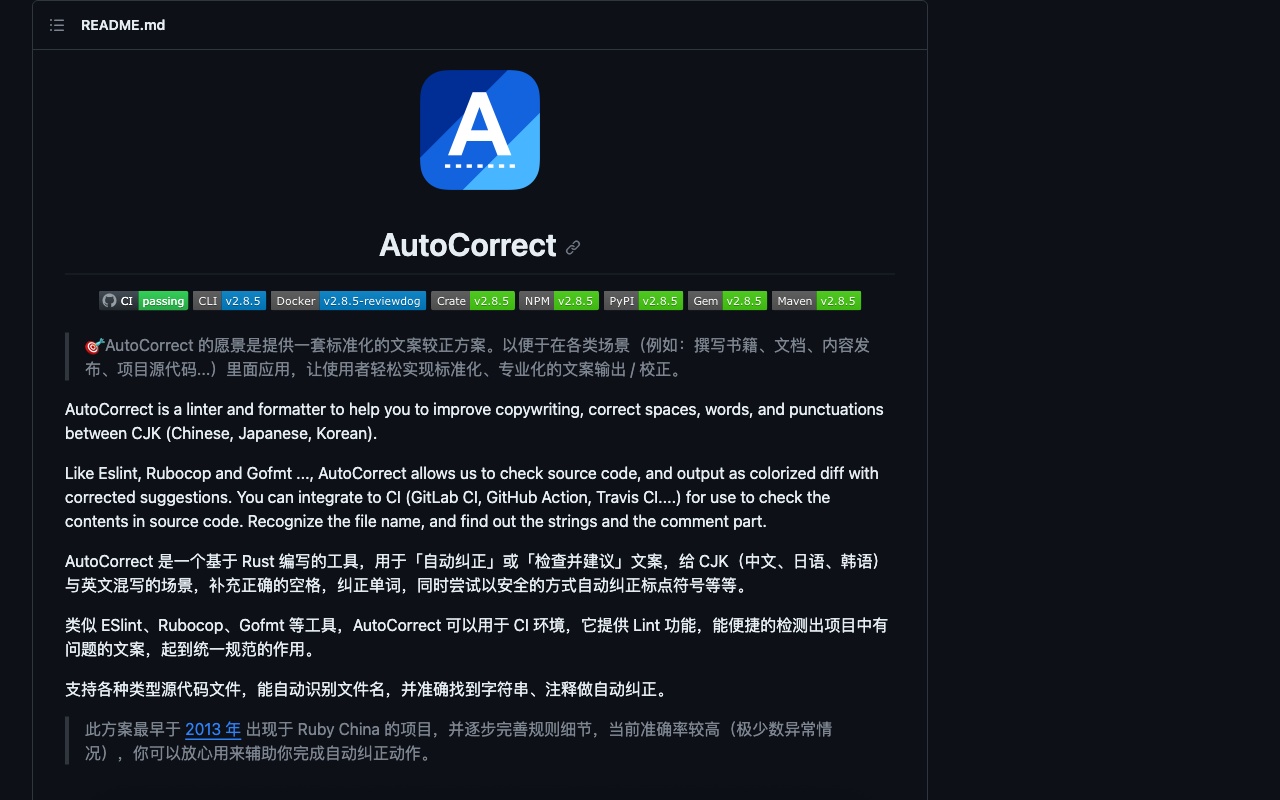 README.md
A
AutoCorrect
CI passing CLI v2.8.5 Docker v2.8.5-reviewdog Crate v2.8.5 NPM v2.8.5 PyPI v2.8.5 Gem v2.8.5 Maven v2.8.5
🎯AutoCorrect 的愿景是提供一套标准化的文案较正方案。以便于在各类场景（例如：撰写书籍、文档、内容发
布、项目源代码...）里面应用，让使用者轻松实现标准化、专业化的文案输出 / 校正。
AutoCorrect is a linter and formatter to help you to improve copywriting, correct spaces, words, and punctuations
between CJK (Chinese, Japanese, Korean).
Like Eslint, Rubocop and Gofmt ..., AutoCorrect allows us to check source code, and output as colorized diff with
corrected suggestions. You can integrate to CI (GitLab CI, GitHub Action, Travis CI....) for use to check the
contents in source code. Recognize the file name, and find out the strings and the comment part.
AutoCorrect 是一个基于 Rust 编写的工具，用于「自动纠正」或「检查并建议」文案，给 CJK（中文、日语、韩语）
与英文混写的场景，补充正确的空格，纠正单词，同时尝试以安全的方式自动纠正标点符号等等。
类似 ESlint、Rubocop、Gofmt 等工具，AutoCorrect 可以用于 CI 环境，它提供 Lint 功能，能便捷的检测出项目中有
问题的文案，起到统一规范的作用。
支持各种类型源代码文件，能自动识别文件名，并准确找到字符串、注释做自动纠正。
此方案最早于 2013 年 出现于 Ruby China 的项目，并逐步完善规则细节，当前准确率较高（极少数异常情
况），你可以放心用来辅助你完成自动纠正动作。